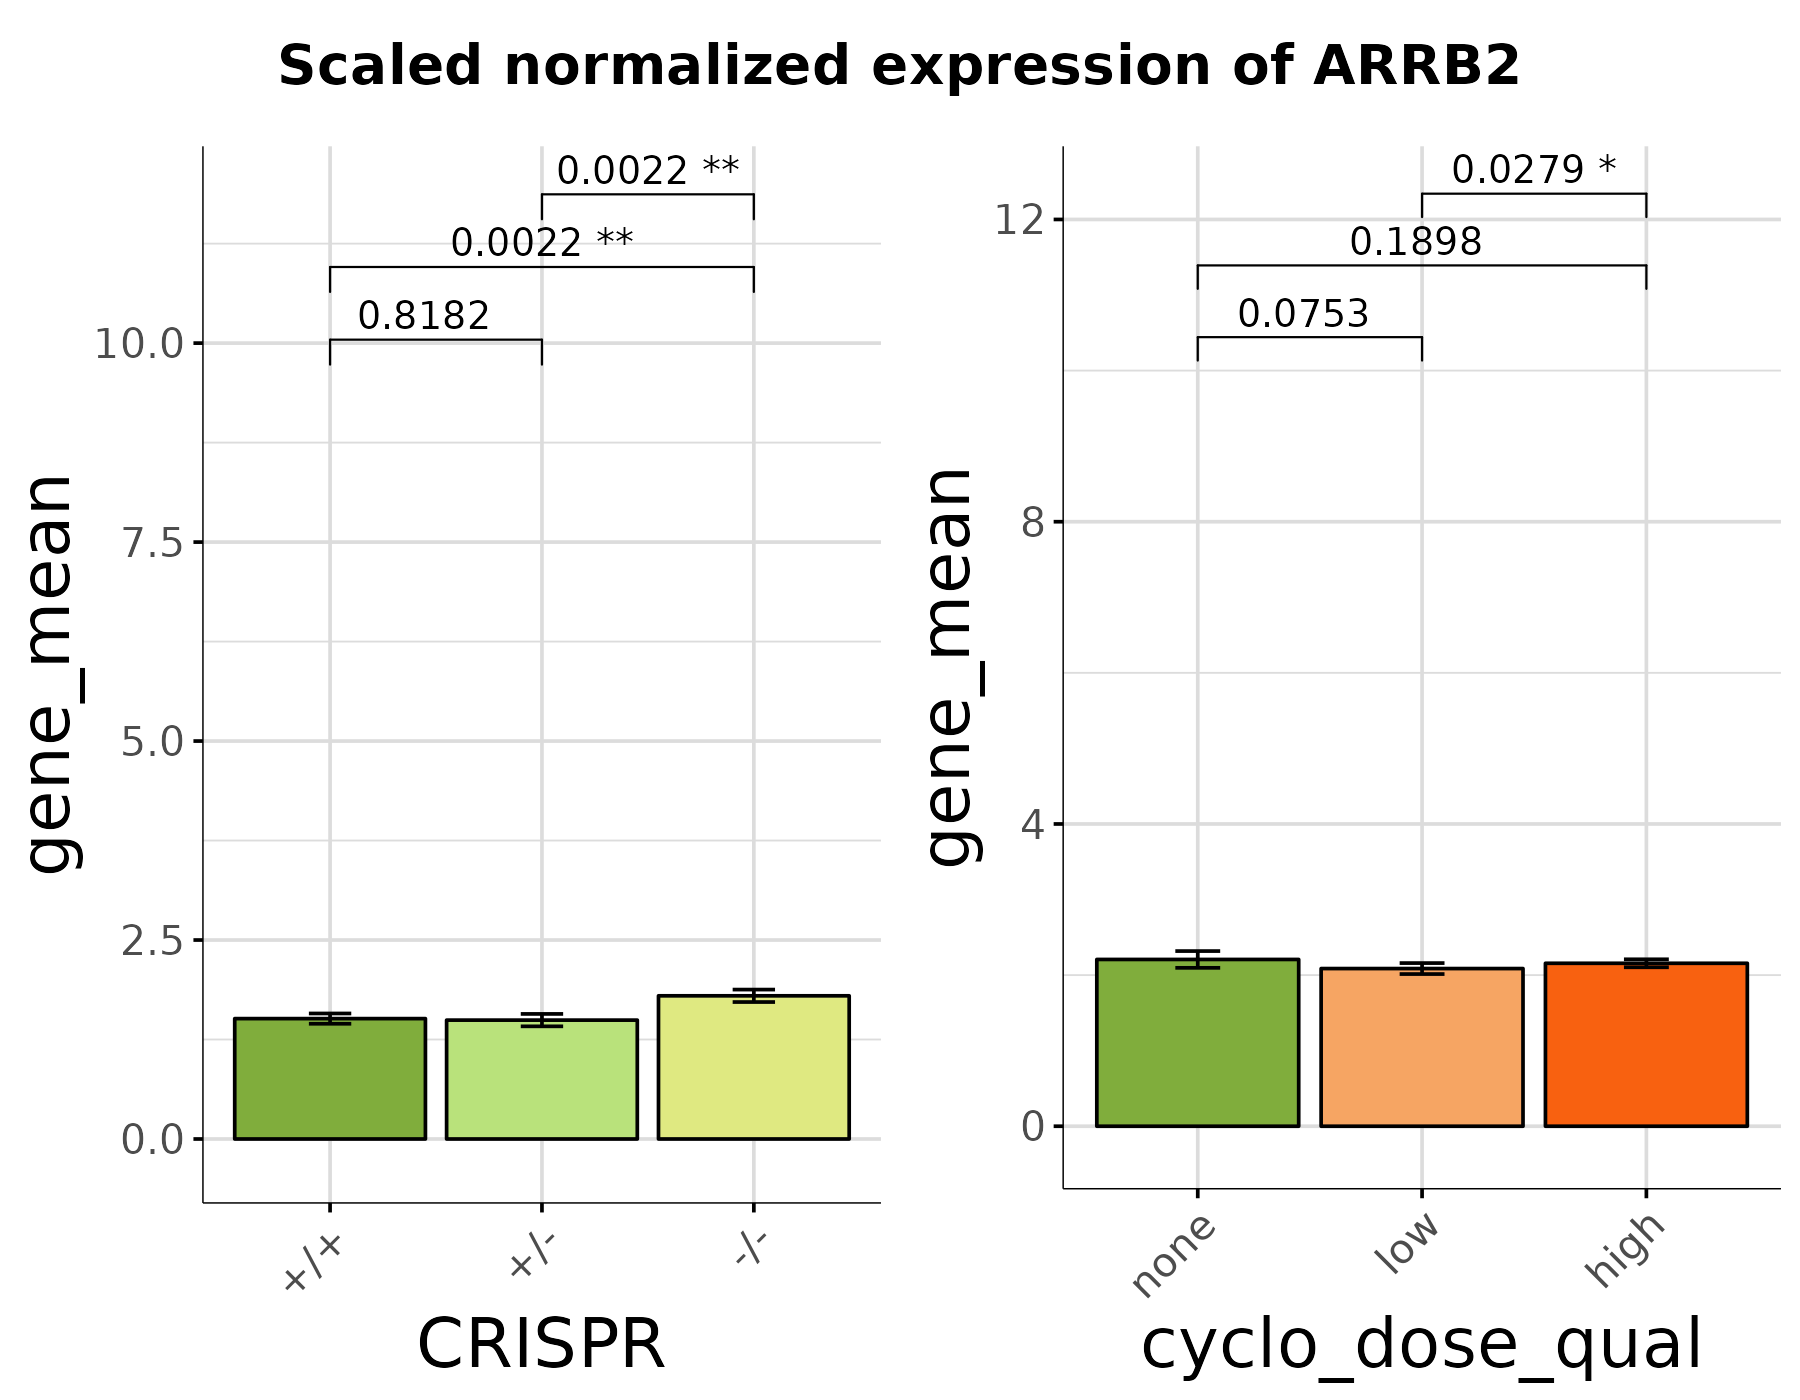 Scaled normalized expression of ARRB2
0.0022 **
0.0022 **
0.8182
10.0
7.5
5.0
2.5
0.0
gene_mean
+/+
+/-
-/-
CRISPR
0.0279 *
0.1898
0.0753
12
8
4
0
gene_mean
none
low
high
cyclo_dose_qual